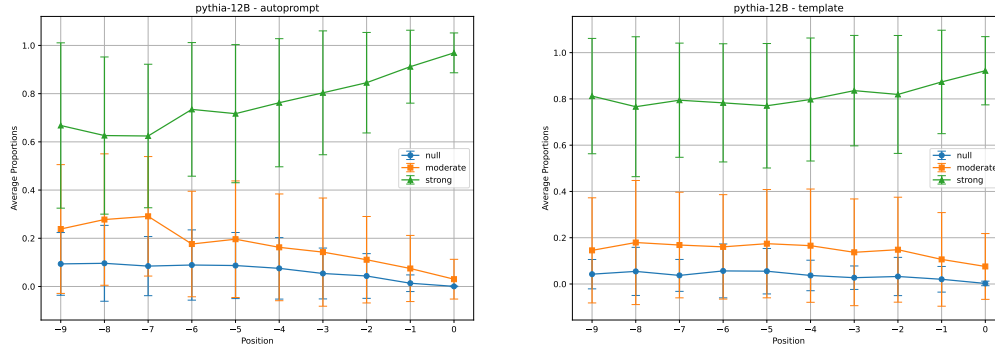 pythia-12B - autoprompt
Average Proportions
1.0
0.8
0.6
0.4
0.2
0.0
null
moderate
strong
−9 −8 −7 −6 −5 −4 −3 −2 −1 0
Position
pythia-12B - template
Average Proportions
1.0
0.8
0.6
0.4
0.2
0.0
null
moderate
strong
−9 −8 −7 −6 −5 −4 −3 −2 −1 0
Position